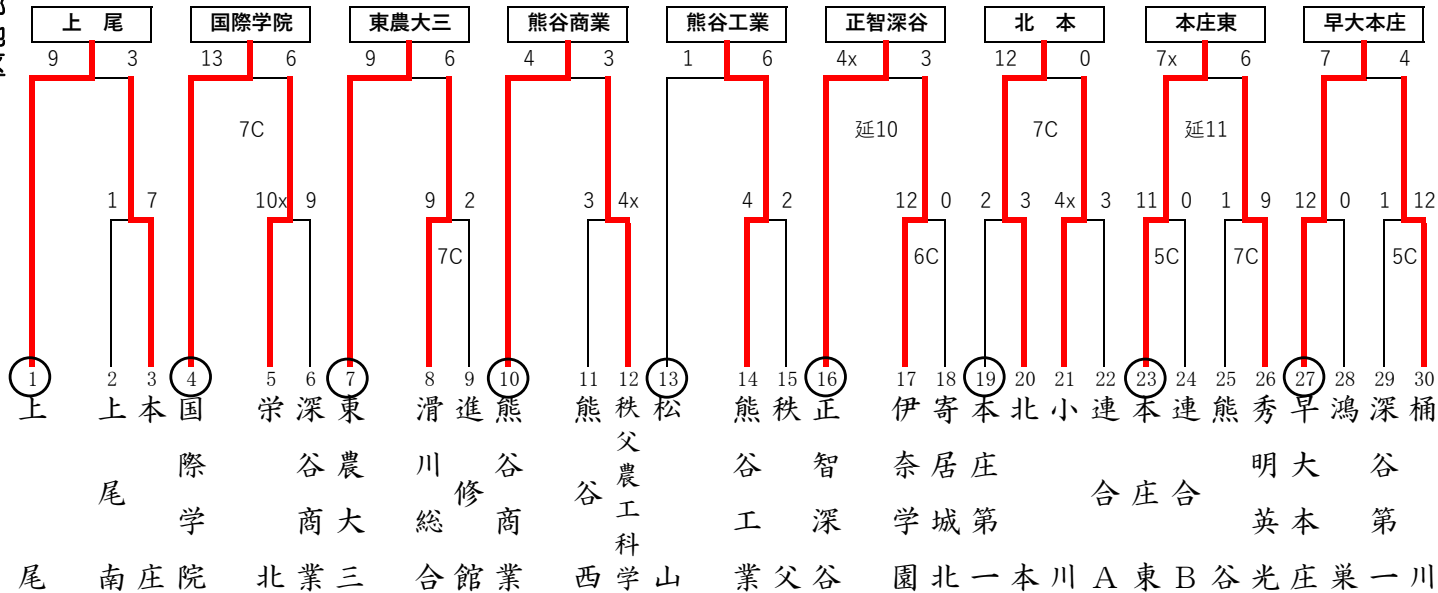 上 尾 国際学院 東農大三 熊谷商業 熊谷工業 正智深谷 北 本 本庄東 早大本庄
9 3 13 6 9 6 4 3 1 6 4x 3 12 0 7x 6 7 4
7C 延10 7C 延11
1 7 10x 9 9 2 3 4x 4 2 12 0 2 3 4x 3 11 0 1 9 12 0 1 12
7C 6C 5C 7C 5C
1 2 3 4 5 6 7 8 9 10 11 12 13 14 15 16 17 18 19 20 21 22 23 24 25 26 27 28 29 30
上尾
上尾南
本庄
国際学院
栄北
深谷商業
東農大三
滑川総合
進修館
熊谷商業
熊谷西
秩父農工科学
松山
熊谷工業
秩父
正智深谷
伊奈学園
寄居城北
本庄第一
北本
小川
連合A
本庄東
連合B
熊谷
秀明英光
早大本庄
鴻巣
深谷第一
桶川